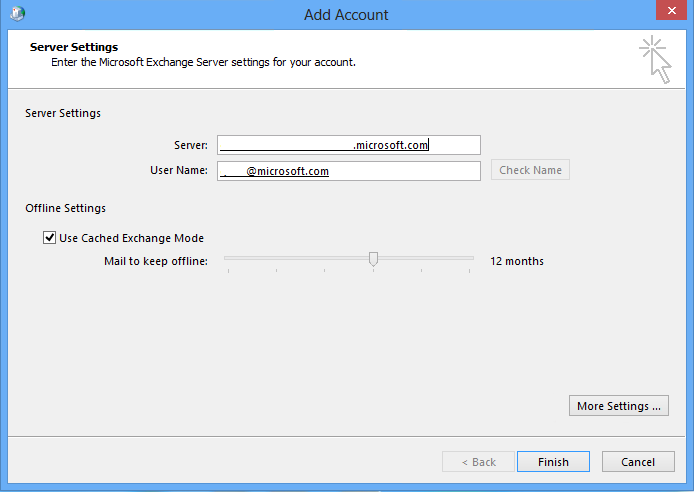 Add Account
Server Settings
Enter the Microsoft Exchange Server settings for your account.
Server Settings
Server: .microsoft.com
User Name: @microsoft.com Check Name
Offline Settings
Use Cached Exchange Mode
Mail to keep offline: 12 months
More Settings ...
< Back Finish Cancel